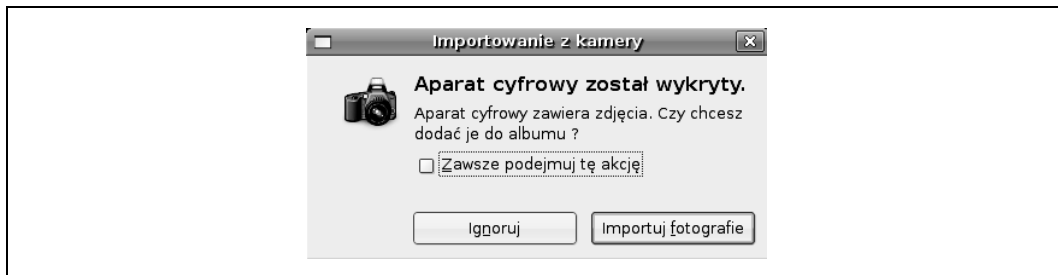 Importowanie z kamery
Aparat cyfrowy został wykryty.
Aparat cyfrowy zawiera zdjęcia. Czy chcesz
dodać je do albumu ?
Zawsze podejmuj tę akcję
Ignoruj Importuj fotografie